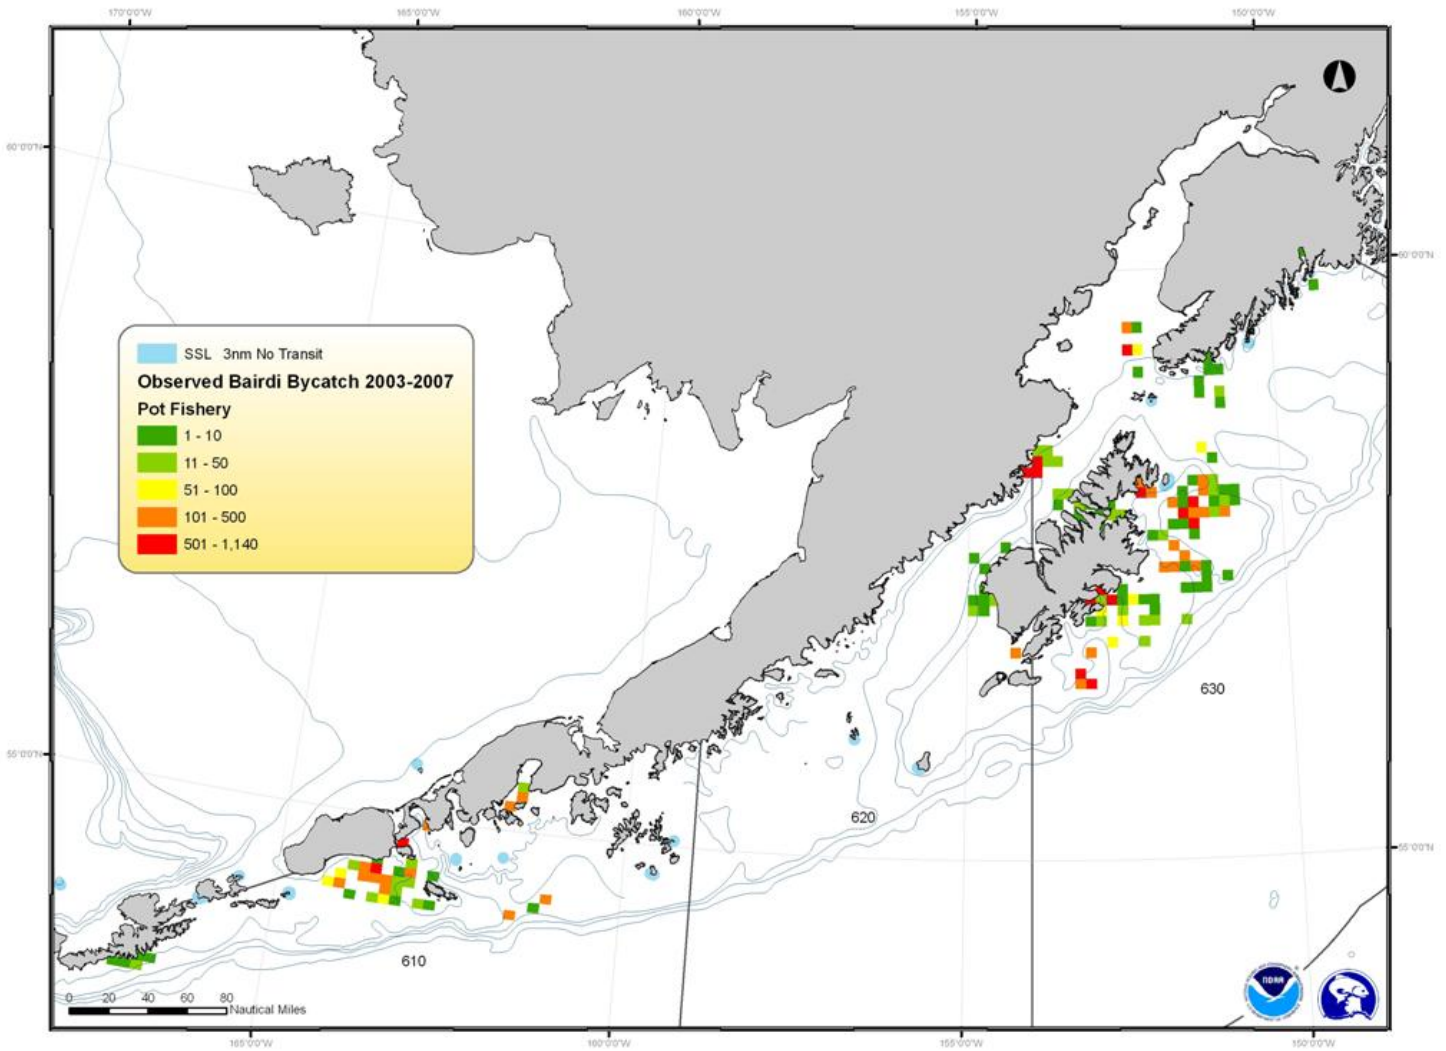 170°0'0"W 165°0'0"W 160°0'0"W 155°0'0"W 150°0'0"W
60°0'0"N
60°0'0"N
SSL 3nm No Transit
Observed Bairdi Bycatch 2003-2007
Pot Fishery
1 - 10
11 - 50
51 - 100
101 - 500
501 - 1,140
630
55°0'0"N
620
55°0'0"N
610
NOAA
0 20 40 60 80
Nautical Miles
165°0'0"W 160°0'0"W 155°0'0"W 150°0'0"W